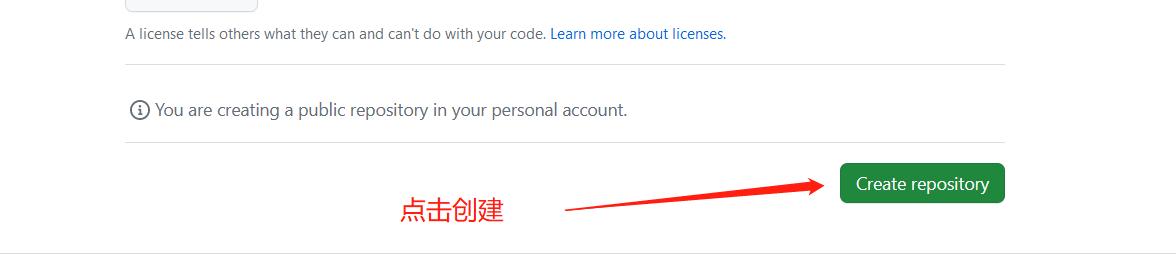 A license tells others what they can and can't do with your code. Learn more about licenses.
You are creating a public repository in your personal account.
Create repository
点击创建